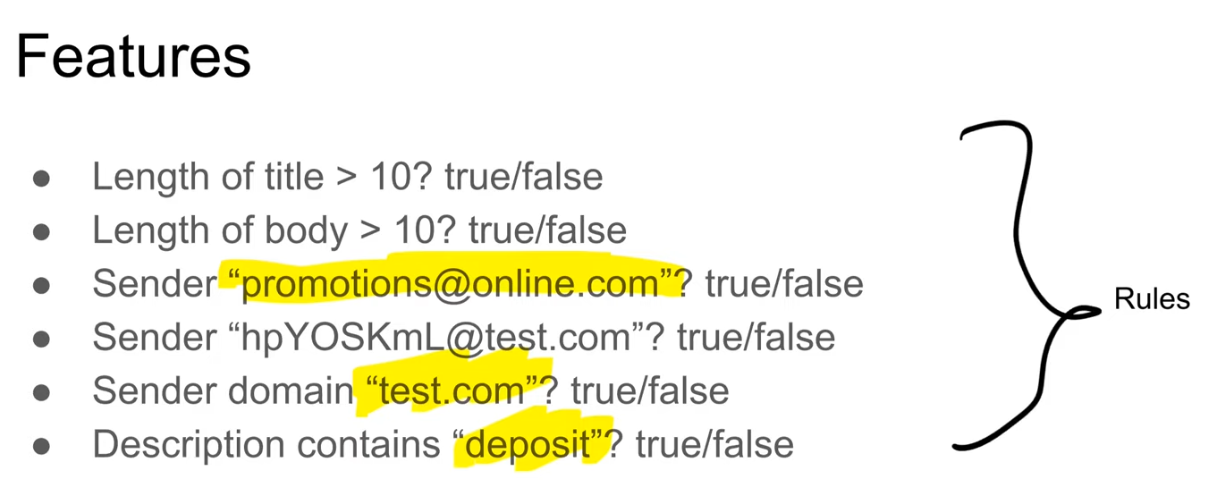 Features
● Length of title > 10? true/false
● Length of body > 10? true/false
● Sender “promotions@online.com”? true/false
● Sender “hpYOSKmL@test.com”? true/false
● Sender domain “test.com”? true/false
● Description contains “deposit”? true/false
Rules